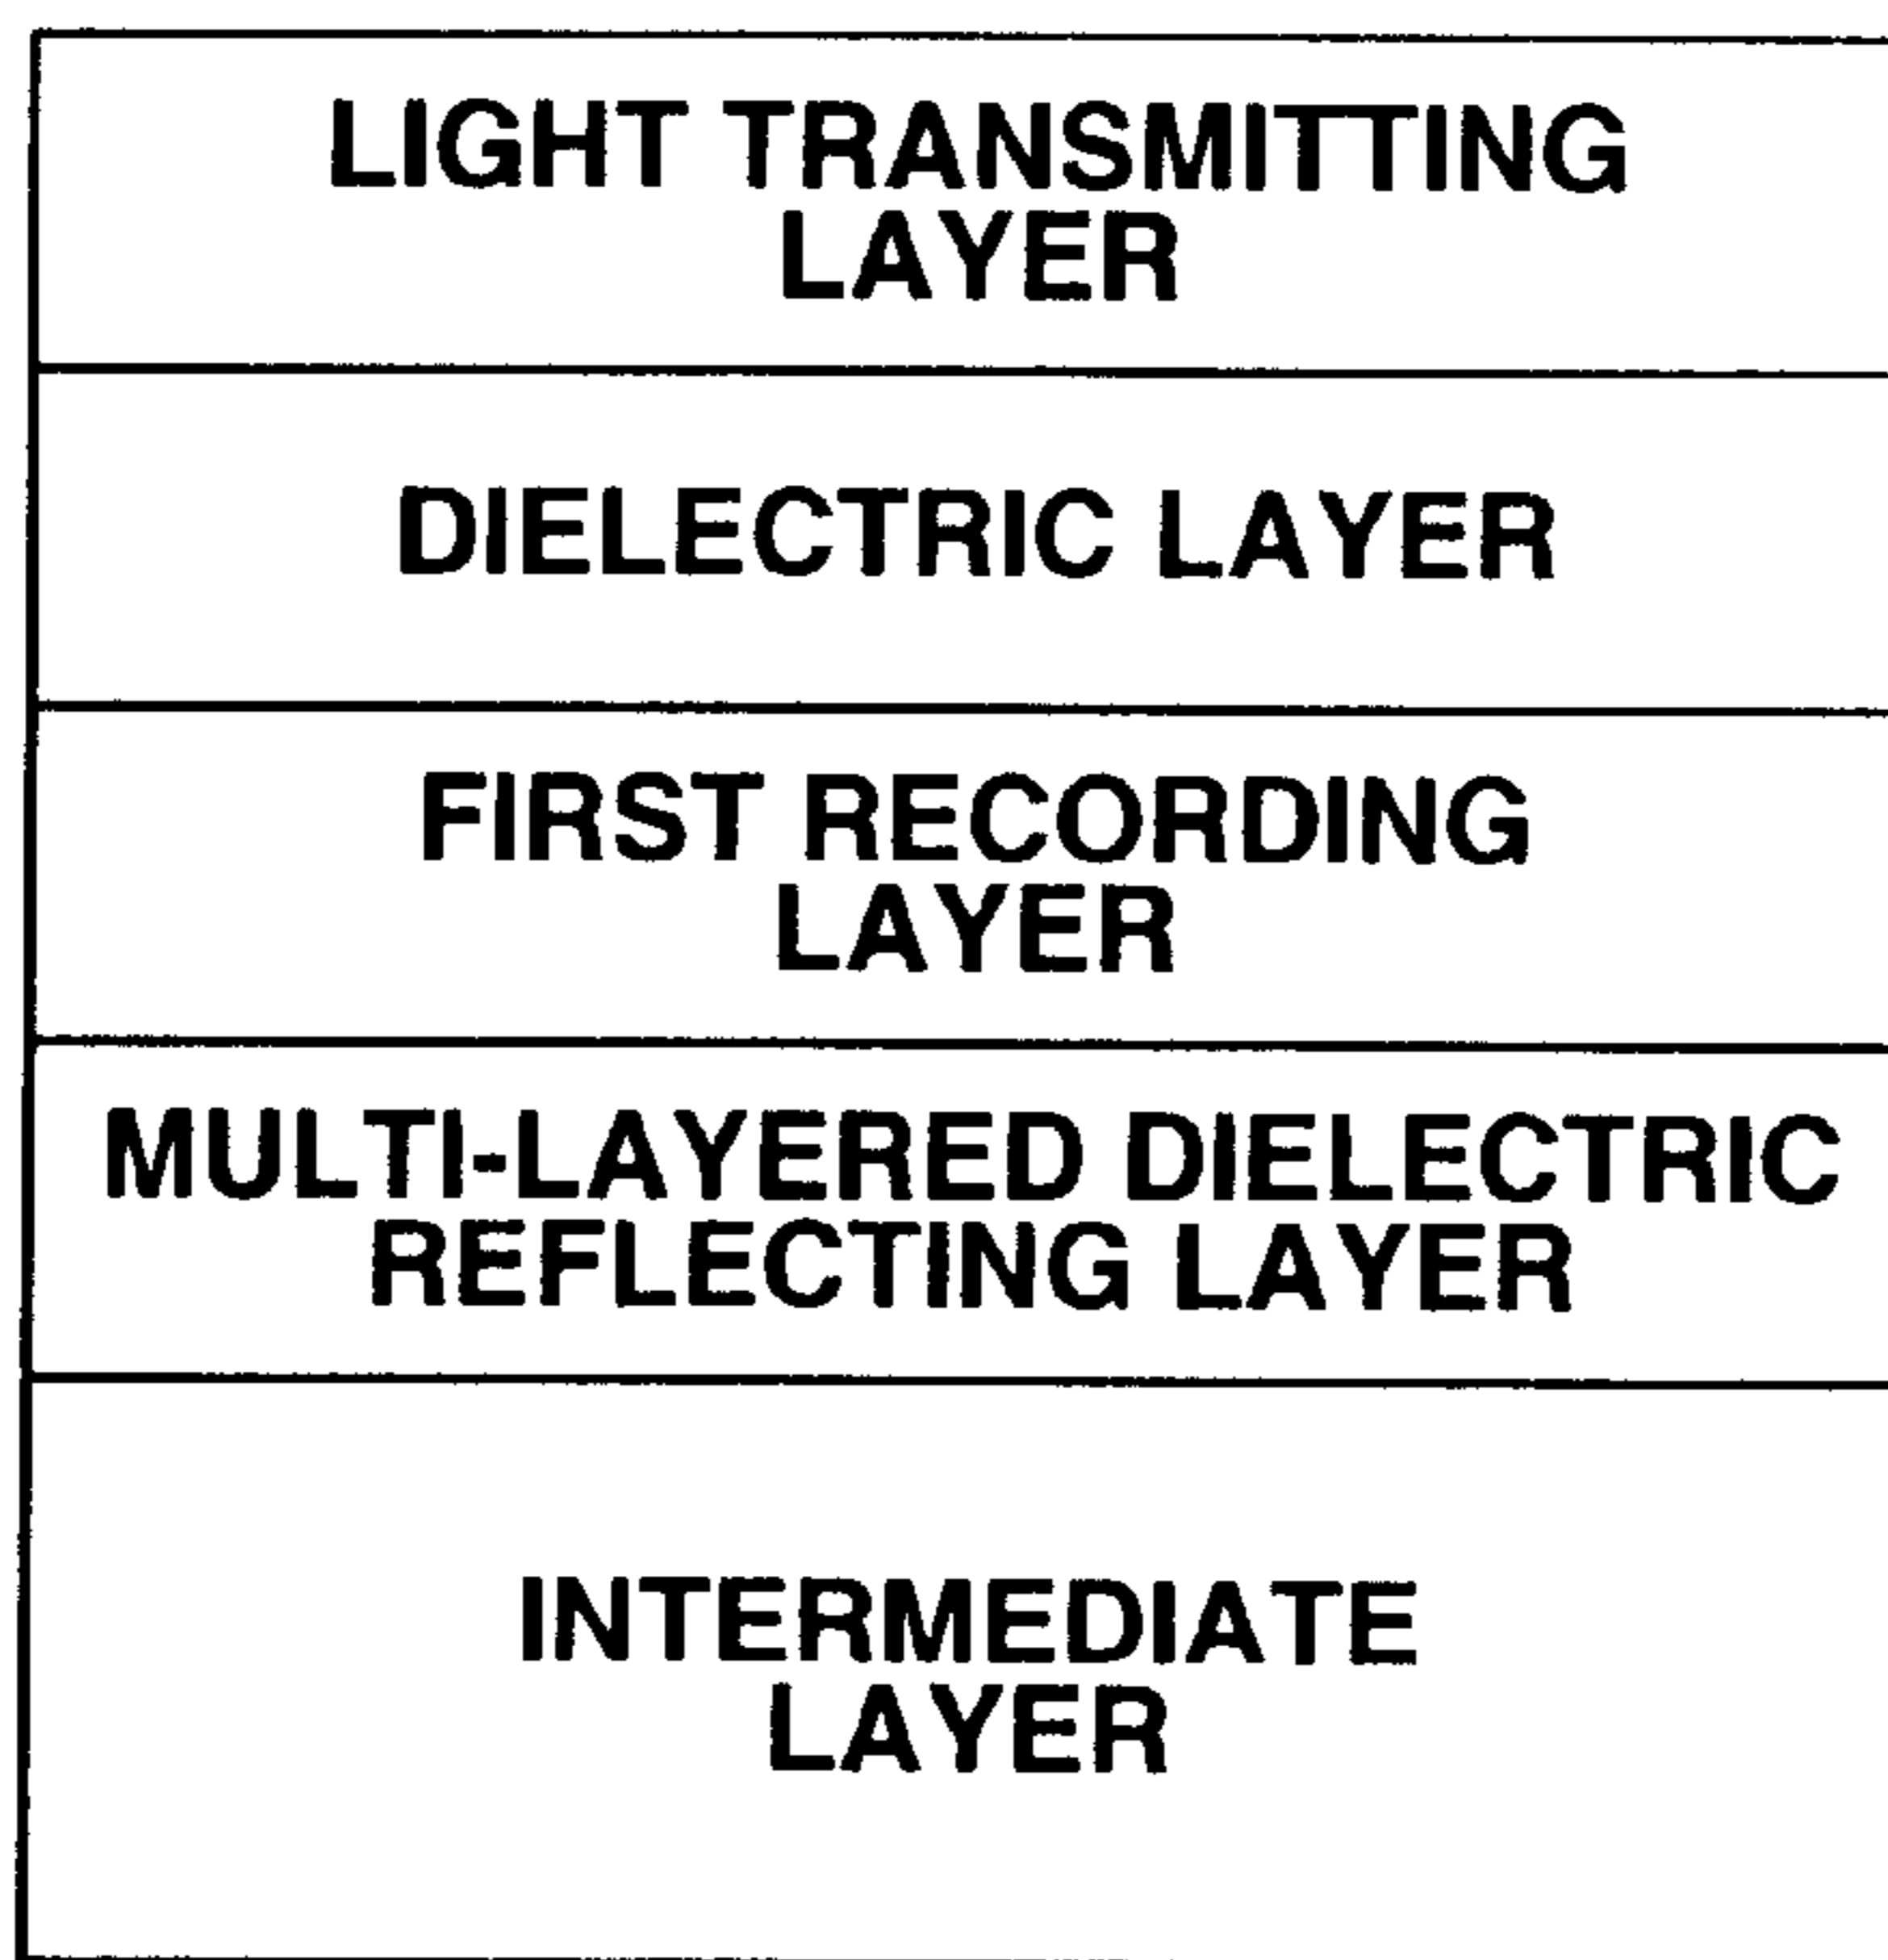 LIGHT TRANSMITTING
LAYER
DIELECTRIC LAYER
FIRST RECORDING
LAYER
MULTI-LAYERED DIELECTRIC
REFLECTING LAYER
INTERMEDIATE
LAYER